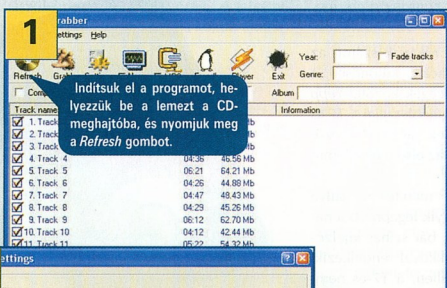 1
Grabber
Settings Help
Refresh Grabb Player Exit
Year: Fade tracks
Genre:
Album
Track name Information
Indítsuk el a programot, he-
lyezzük be a lemezt a CD-
meghajtóba, és nyomjuk meg
a Refresh gombot.
1. Track
2. Track
3. Track
4. Track 4 04:36 46.56 Mb
5. Track 5 06:21 64.21 Mb
6. Track 6 04:26 44.88 Mb
7. Track 7 04:47 48.43 Mb
8. Track 8 04:29 45.26 Mb
9. Track 9 06:12 62.70 Mb
10. Track 10 04:12 42.44 Mb
11. Track 11 05:22 54.32 Mb
ettings